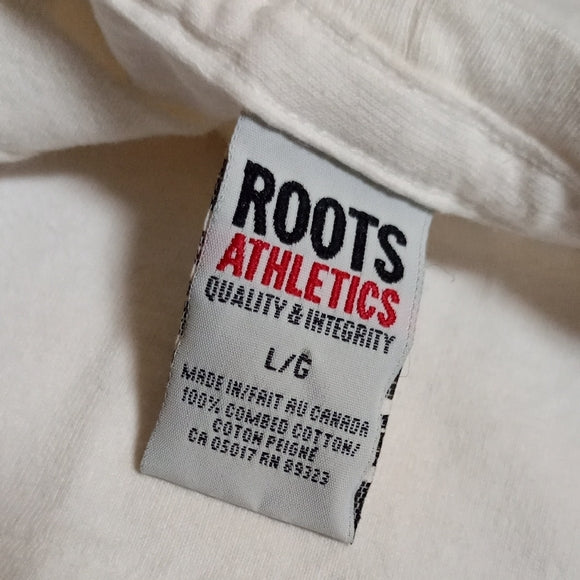 ROOTS
ATHLETICS
QUALITY & INTEGRITY
L/G
MADE IN/FAIT AU CANADA
100% COMBED COTTON/
COTON PEIGNÉ
CA 05017 RN 89323